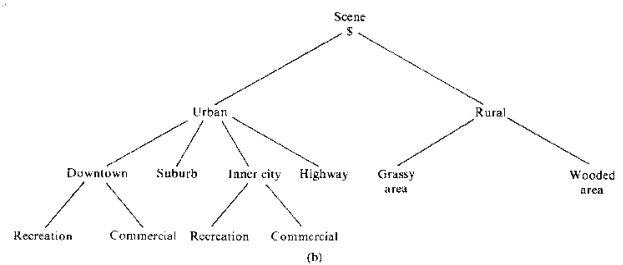 Scene
$
Urban
Rural
Downtown Suburb Inner city Highway Grassy area Wooded area
Recreation Commercial Recreation Commercial
(b)